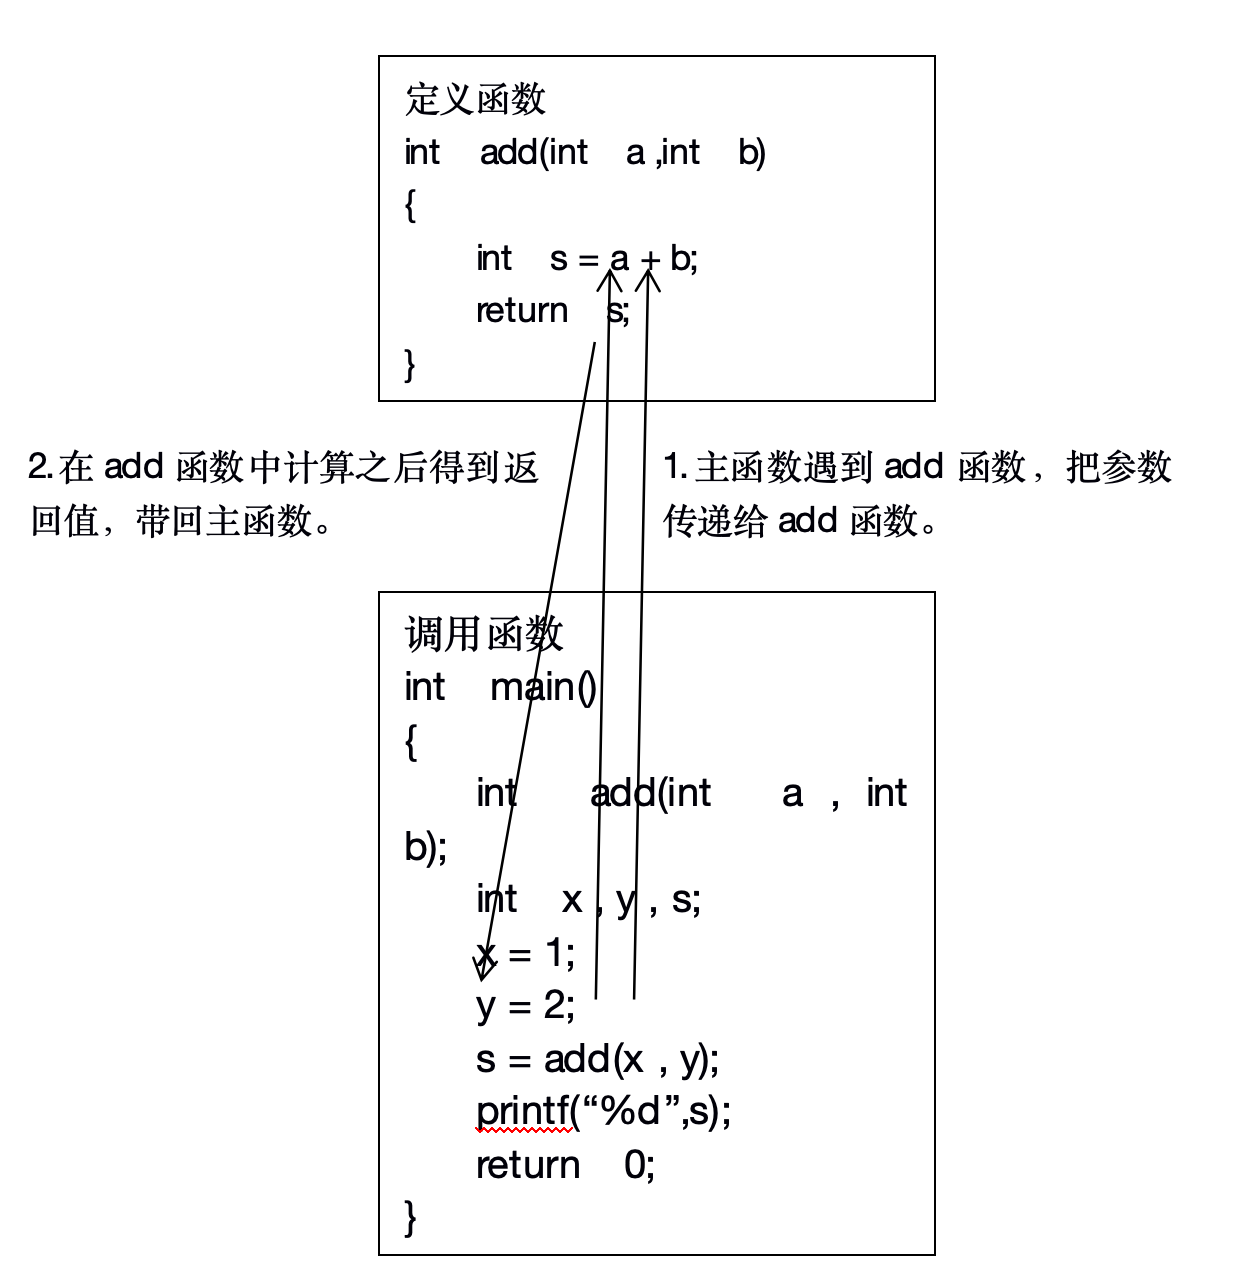 定义函数
int add(int a ,int b)
{
int s = a + b;
return s;
}
2.在 add 函数中计算之后得到返
回值，带回主函数。
1. 主函数遇到 add 函数，把参数
传递给 add 函数。
调用函数
int main()
{
int add(int a , int
b);
int x , y , s;
x = 1;
y = 2;
s = add(x , y);
printf(“%d”,s);
return 0;
}